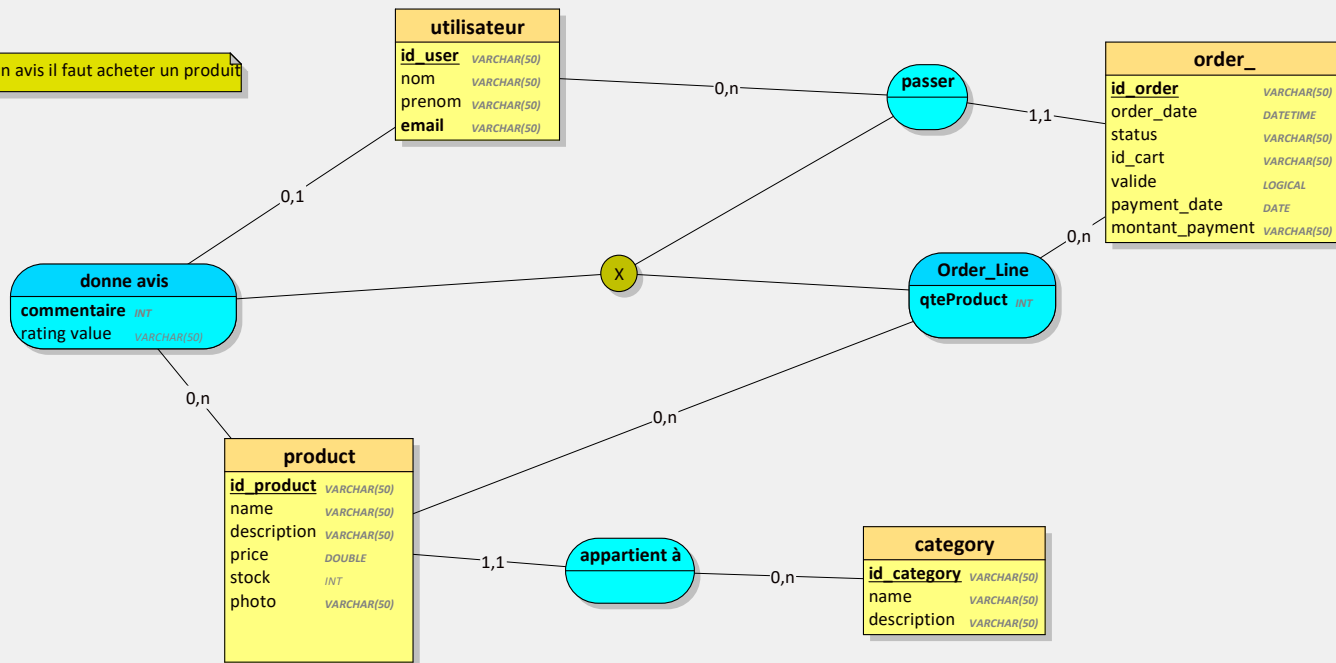 n avis il faut acheter un produit
utilisateur
id_user VARCHAR(50)
nom VARCHAR(50)
prenom VARCHAR(50)
email VARCHAR(50)
0,n
passer
1,1
order_
id_order VARCHAR(50)
order_date DATETIME
status VARCHAR(50)
id_cart VARCHAR(50)
valide LOGICAL
payment_date DATE
montant_payment VARCHAR(50)
0,1
0,n
donne avis
commentaire INT
rating value VARCHAR(50)
X
Order_Line
qteProduct INT
0,n
0,n
product
id_product VARCHAR(50)
name VARCHAR(50)
description VARCHAR(50)
price DOUBLE
stock INT
photo VARCHAR(50)
1,1
appartient à
0,n
category
id_category VARCHAR(50)
name VARCHAR(50)
description VARCHAR(50)